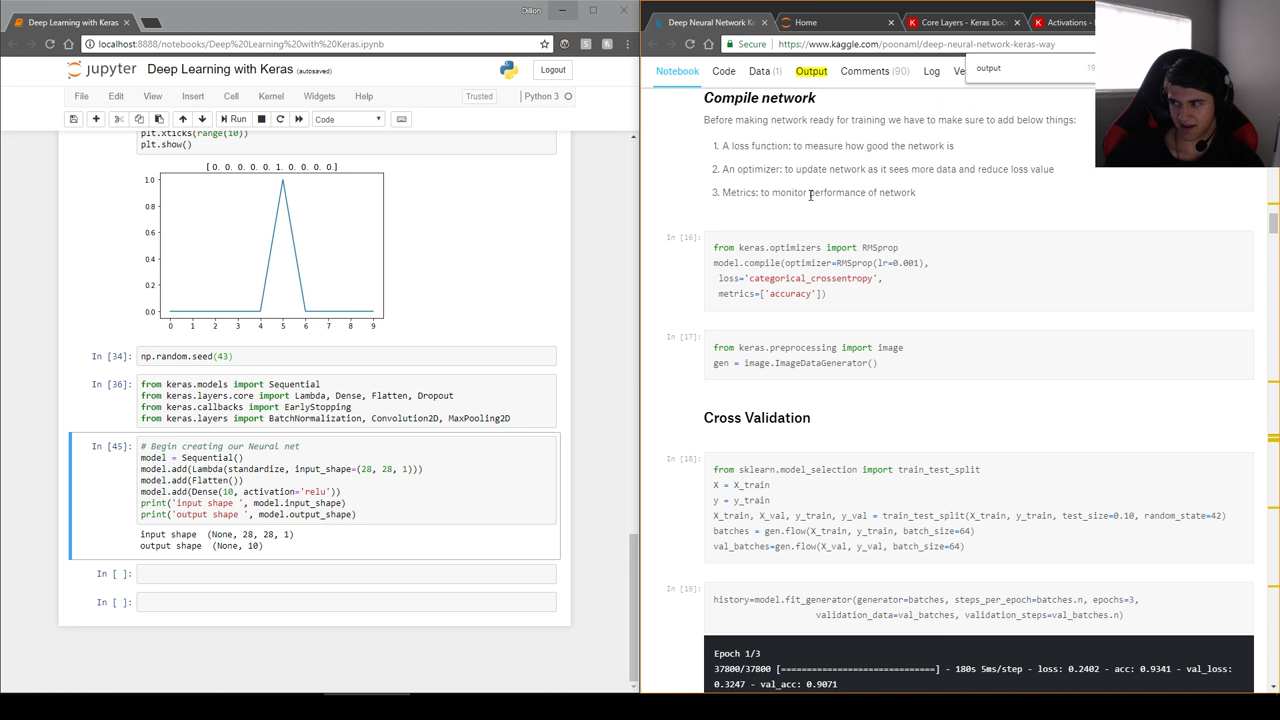 Deep Learning with Keras
Dillon
localhost:8888/notebooks/Deep%20Learning%20with%20Keras.ipynb
jupyter Deep Learning with Keras (autosaved)
Logout
File Edit View Insert Cell Kernel Widgets Help
Trusted
Python 3
Run
Code
plt.xticks(range(10))
plt.show()
[ 0. 0. 0. 0. 0. 1. 0. 0. 0. 0.]
1.0
0.8
0.6
0.4
0.2
0.0
0 1 2 3 4 5 6 7 8 9
In [34]: np.random.seed(43)
In [36]: from keras.models import Sequential
from keras.layers.core import Lambda, Dense, Flatten, Dropout
from keras.callbacks import EarlyStopping
from keras.layers import BatchNormalization, Convolution2D, MaxPooling2D
In [45]: # Begin creating our Neural net
model = Sequential()
model.add(Lambda(standardize, input_shape=(28, 28, 1)))
model.add(Flatten())
model.add(Dense(10, activation='relu'))
print('input shape ', model.input_shape)
print('output shape ', model.output_shape)
input shape  (None, 28, 28, 1)
output shape  (None, 10)
In [ ]:
In [ ]:
Deep Neural Network K
Home
Core Layers - Keras Doc
Activations -
Secure
https://www.kaggle.com/poonaml/deep-neural-network-keras-way
Notebook Code Data (1) Output Comments (90) Log Ve
output 19
Compile network
Before making network ready for training we have to make sure to add below things:
1. A loss function: to measure how good the network is
2. An optimizer: to update network as it sees more data and reduce loss value
3. Metrics: to monitor performance of network
In [16]:
from keras.optimizers import RMSprop
model.compile(optimizer=RMSprop(lr=0.001),
loss='categorical_crossentropy',
metrics=['accuracy'])
In [17]:
from keras.preprocessing import image
gen = image.ImageDataGenerator()
Cross Validation
In [18]:
from sklearn.model_selection import train_test_split
X = X_train
y = y_train
X_train, X_val, y_train, y_val = train_test_split(X_train, y_train, test_size=0.10, random_state=42)
batches = gen.flow(X_train, y_train, batch_size=64)
val_batches=gen.flow(X_val, y_val, batch_size=64)
In [19]:
history=model.fit_generator(generator=batches, steps_per_epoch=batches.n, epochs=3,
validation_data=val_batches, validation_steps=val_batches.n)
Epoch 1/3
37800/37800 [==============================] - 180s 5ms/step - loss: 0.2402 - acc: 0.9341 - val_loss:
0.3247 - val_acc: 0.9071